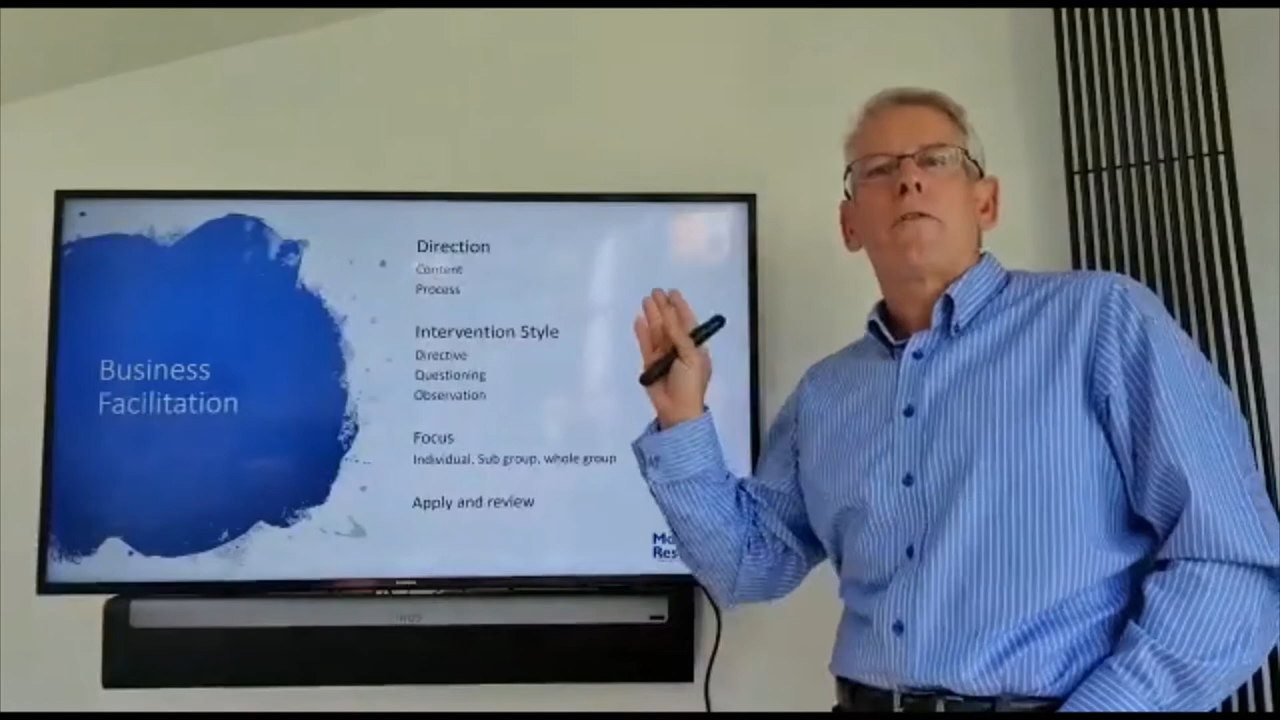 Business
Facilitation
Direction
Content
Process
Intervention Style
Directive
Questioning
Observation
Focus
Individual, Sub group, whole group
Apply and review